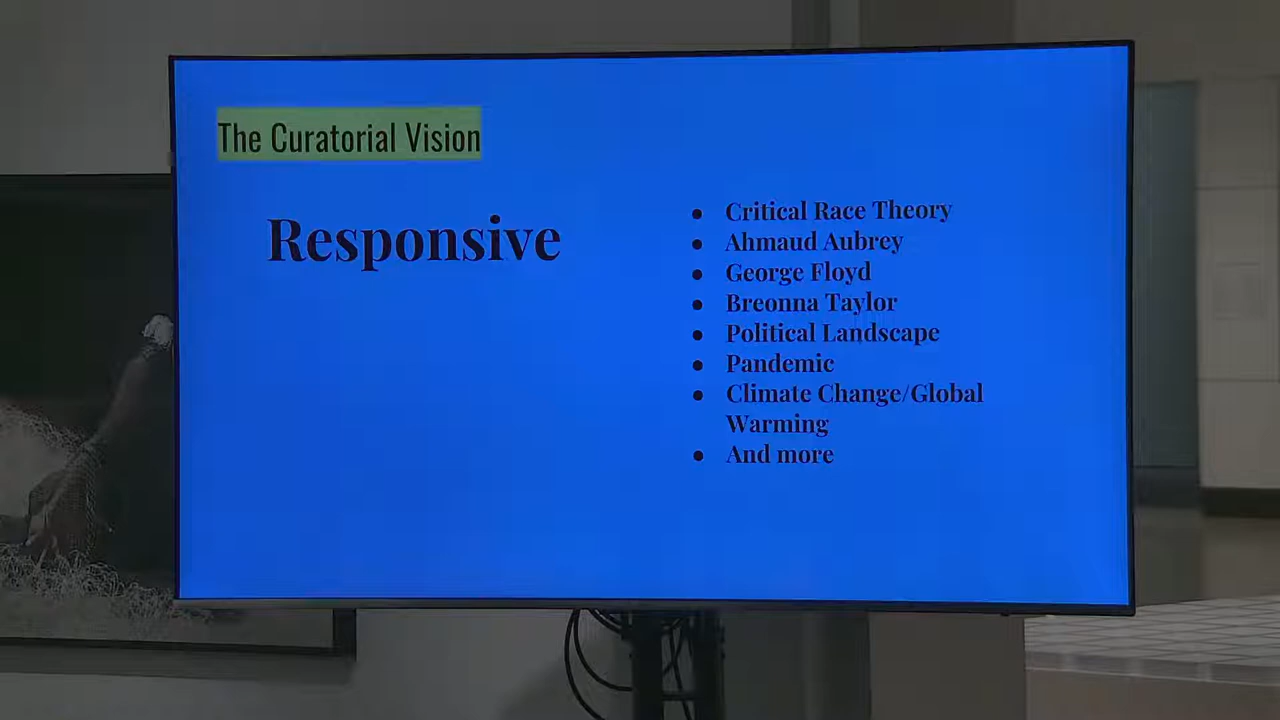 The Curatorial Vision
Responsive
● Critical Race Theory
● Ahmaud Aubrey
● George Floyd
● Breonna Taylor
● Political Landscape
● Pandemic
● Climate Change/Global
Warming
● And more